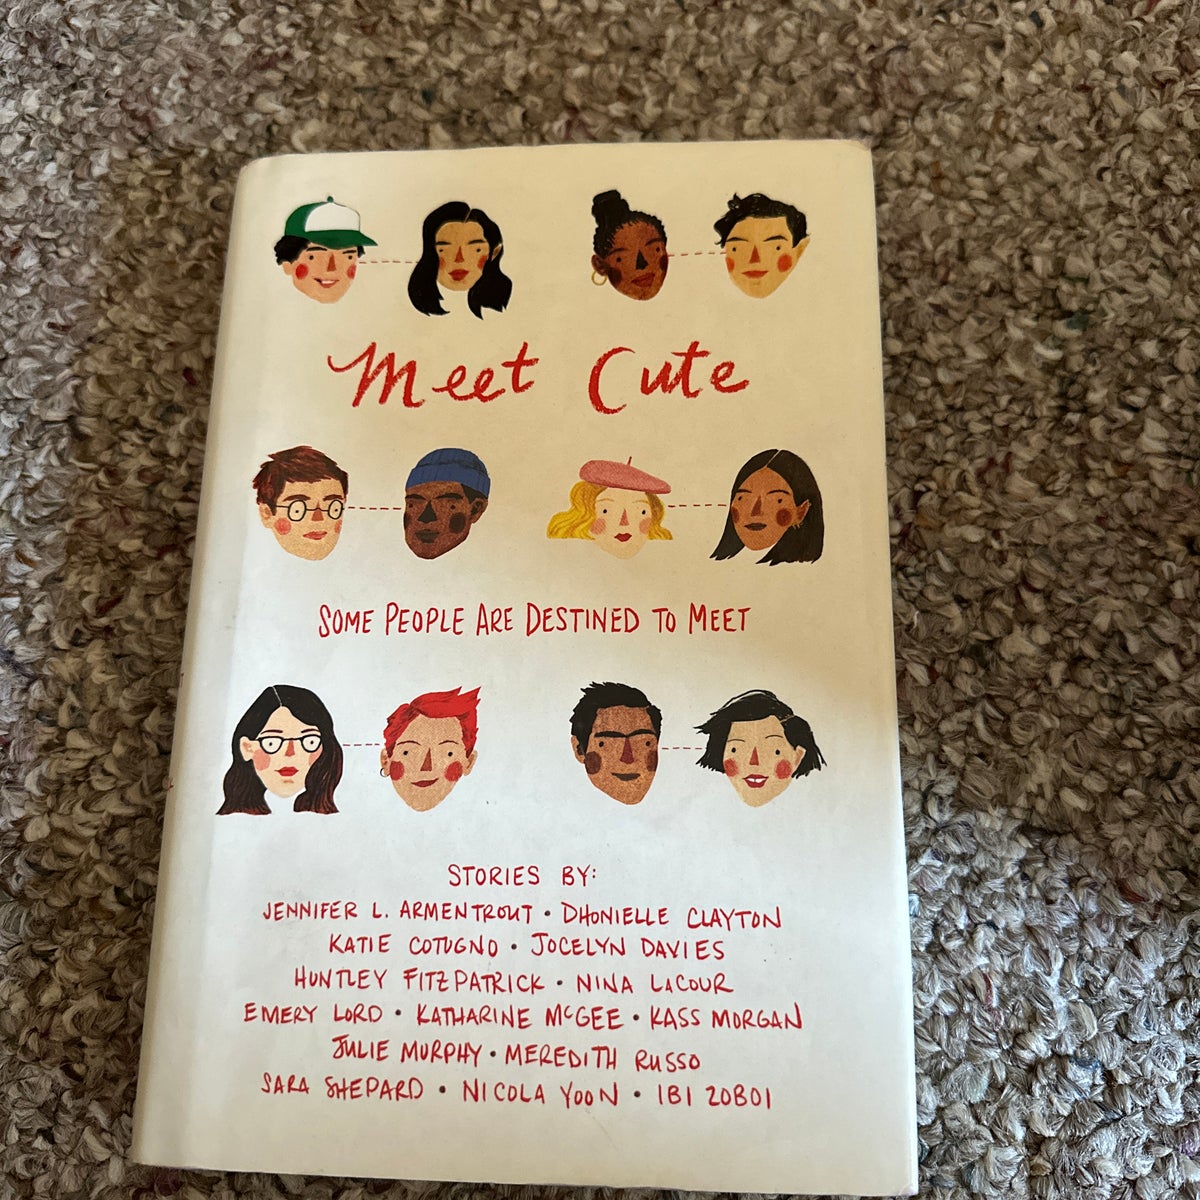 Meet Cute
SOME PEOPLE ARE DESTINED TO MEET
STORIES BY:
JENNIFER L. ARMENTROUT • DHONIELLE CLAYTON
KATIE COTUGNO • JOCELYN DAVIES
HUNTLEY FITZPATRICK • NINA LACOUR
EMERY LORD • KATHARINE McGEE • KASS MORGAN
JULIE MURPHY • MEREDITH RUSSO
SARA SHEPARD • NICOLA YOON • IBI ZOBOI